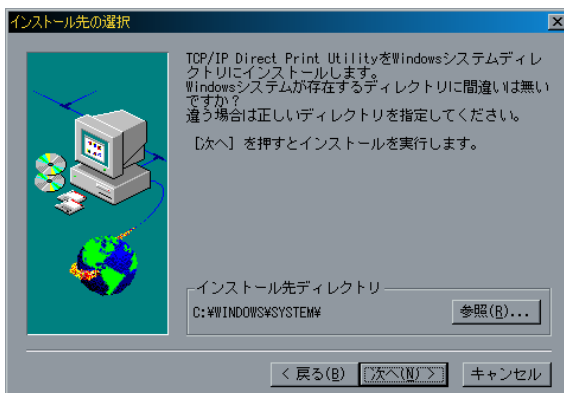 インストール先の選択
TCP/IP Direct Print UtilityをWindowsシステムディレ
クトリにインストールします。
Windowsシステムが存在するディレクトリに間違いは無い
ですか?
違う場合は正しいディレクトリを指定してください。
［次へ］を押すとインストールを実行します。
インストール先ディレクトリ
C:¥WINDOWS¥SYSTEM¥
参照(R)...
< 戻る(B)
次へ(N) >
キャンセル